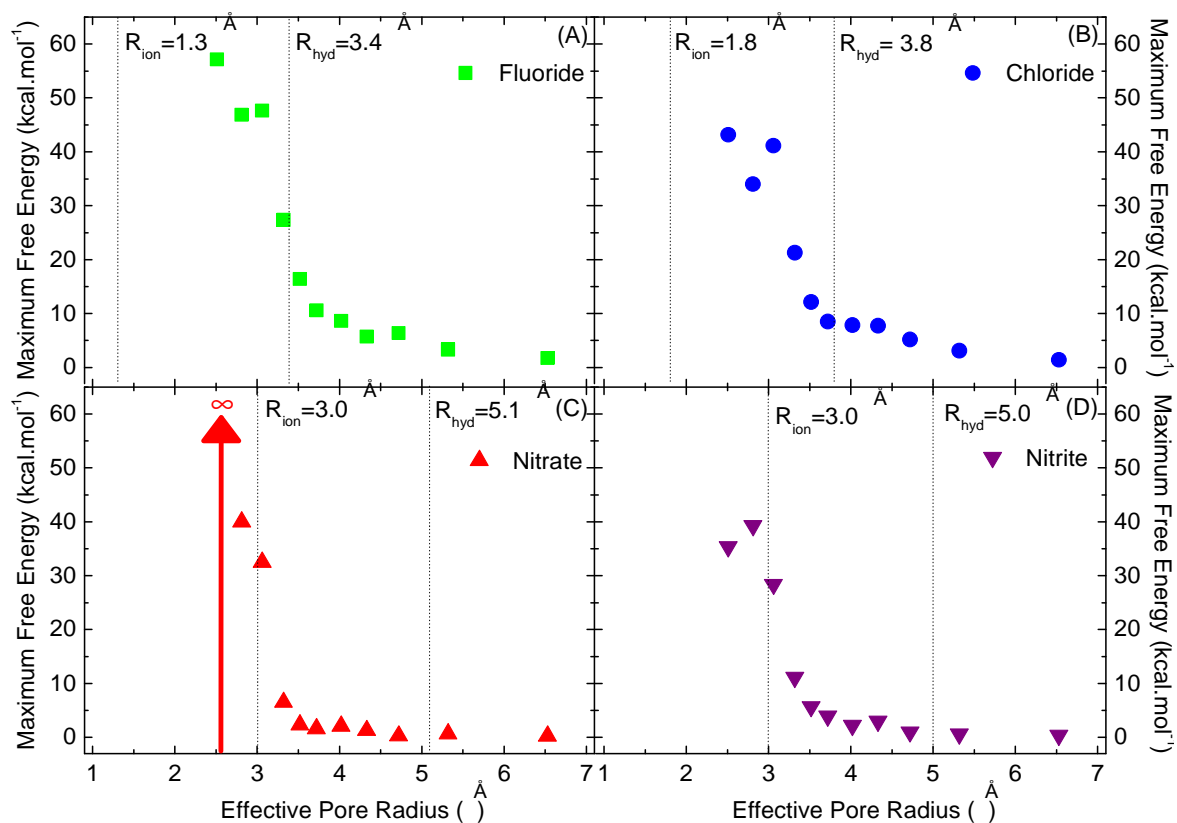 Å Å
R_ion=1.3 R_hyd=3.4 (A)
Fluoride
60
50
40
30
20
10
0
Maximum Free Energy (kcal.mol⁻¹)
Å Å
R_ion=1.8 R_hyd= 3.8 (B)
Chloride
60
50
40
30
20
10
0
Maximum Free Energy (kcal.mol⁻¹)
Å Å
∞ R_ion=3.0 R_hyd=5.1 (C)
Nitrate
60
50
40
30
20
10
0
Maximum Free Energy (kcal.mol⁻¹)
1 2 3 4 5 6 7
Effective Pore Radius ( ) Å
Å Å
R_ion=3.0 R_hyd=5.0 (D)
Nitrite
60
50
40
30
20
10
0
Maximum Free Energy (kcal.mol⁻¹)
1 2 3 4 5 6 7
Effective Pore Radius ( ) Å